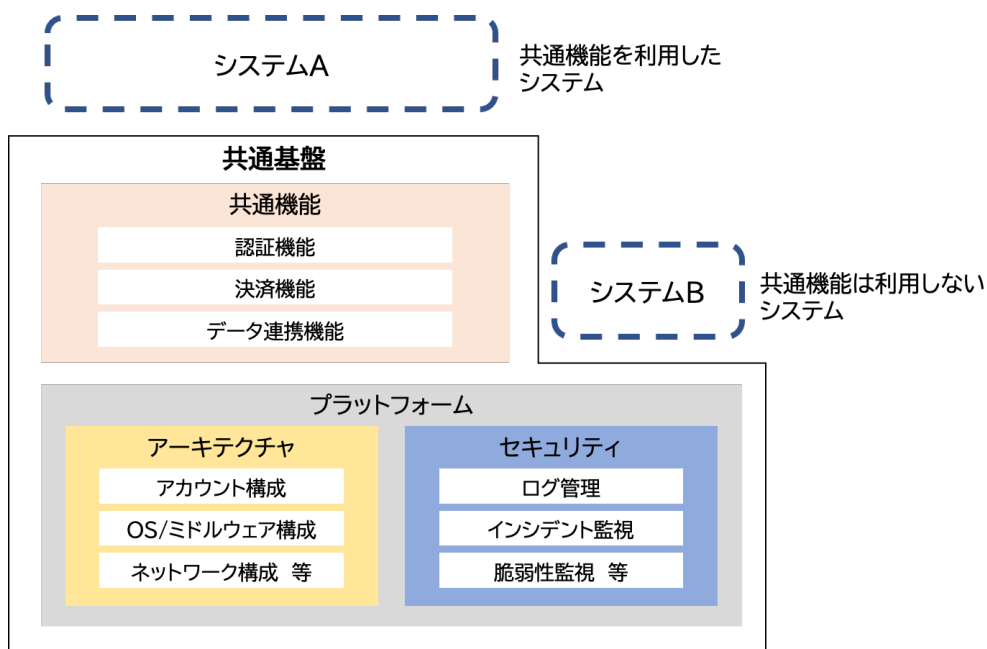 システムA
共通機能を利用した
システム
共通基盤
共通機能
認証機能
決済機能
データ連携機能
システムB
共通機能は利用しない
システム
プラットフォーム
アーキテクチャ
アカウント構成
OS/ミドルウェア構成
ネットワーク構成 等
セキュリティ
ログ管理
インシデント監視
脆弱性監視 等